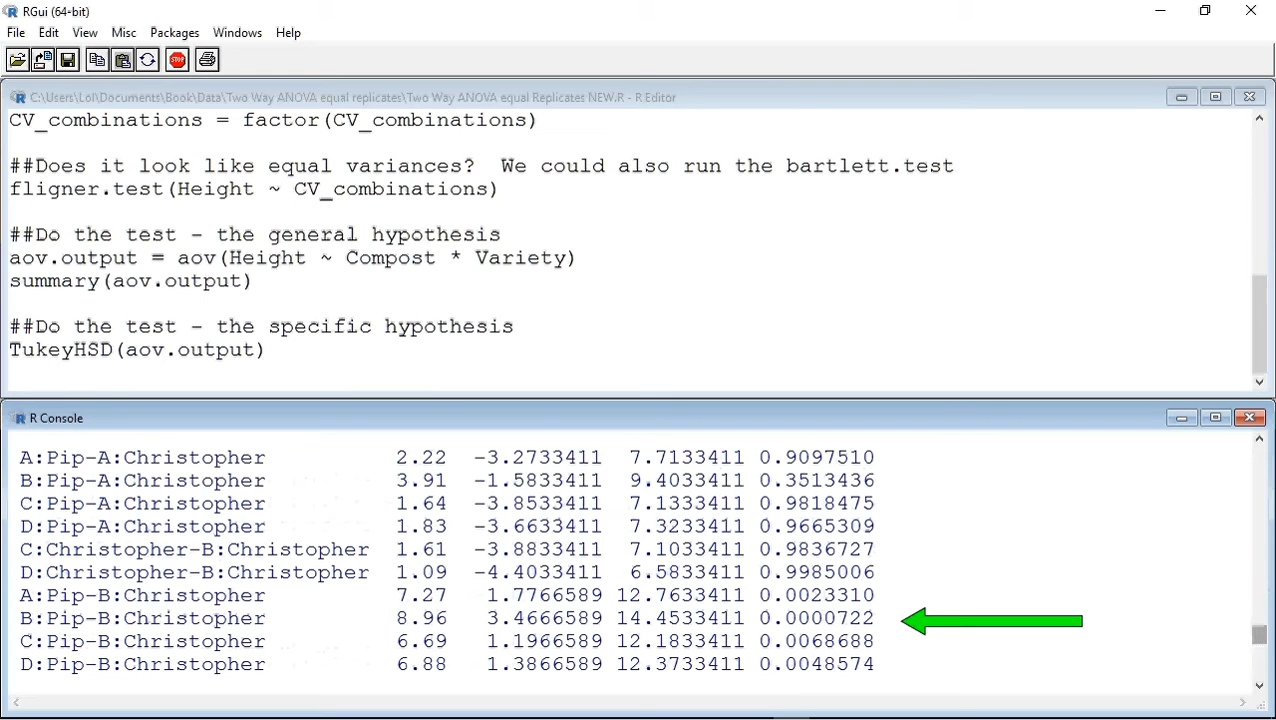 RGui (64-bit)
File Edit View Misc Packages Windows Help
STOP
C:\Users\Lol\Documents\Book\Data\Two Way ANOVA equal replicates\Two Way ANOVA equal Replicates NEW.R - R Editor
CV_combinations = factor(CV_combinations)
##Does it look like equal variances?  We could also run the bartlett.test
fligner.test(Height ~ CV_combinations)
##Do the test - the general hypothesis
aov.output = aov(Height ~ Compost * Variety)
summary(aov.output)
##Do the test - the specific hypothesis
TukeyHSD(aov.output)
R Console
A:Pip-A:Christopher 2.22 -3.2733411 7.7133411 0.9097510
B:Pip-A:Christopher 3.91 -1.5833411 9.4033411 0.3513436
C:Pip-A:Christopher 1.64 -3.8533411 7.1333411 0.9818475
D:Pip-A:Christopher 1.83 -3.6633411 7.3233411 0.9665309
C:Christopher-B:Christopher 1.61 -3.8833411 7.1033411 0.9836727
D:Christopher-B:Christopher 1.09 -4.4033411 6.5833411 0.9985006
A:Pip-B:Christopher 7.27 1.7766589 12.7633411 0.0023310
B:Pip-B:Christopher 8.96 3.4666589 14.4533411 0.0000722
C:Pip-B:Christopher 6.69 1.1966589 12.1833411 0.0068688
D:Pip-B:Christopher 6.88 1.3866589 12.3733411 0.0048574